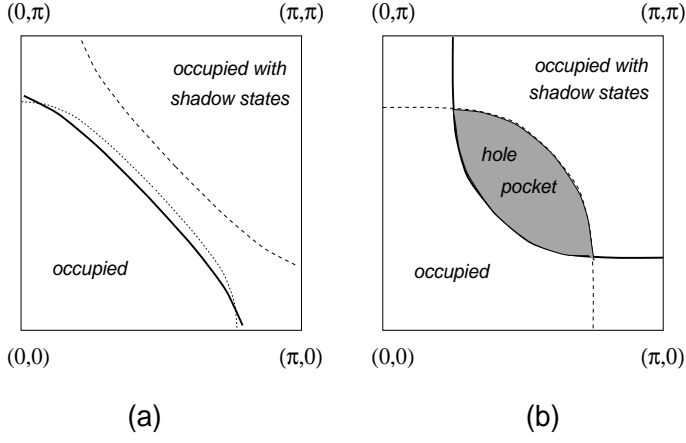 (0,π) (π,π) (0,π) (π,π)
occupied with
shadow states
occupied
occupied with
shadow states
hole
pocket
occupied
(0,0) (π,0) (0,0) (π,0)
(a) (b)